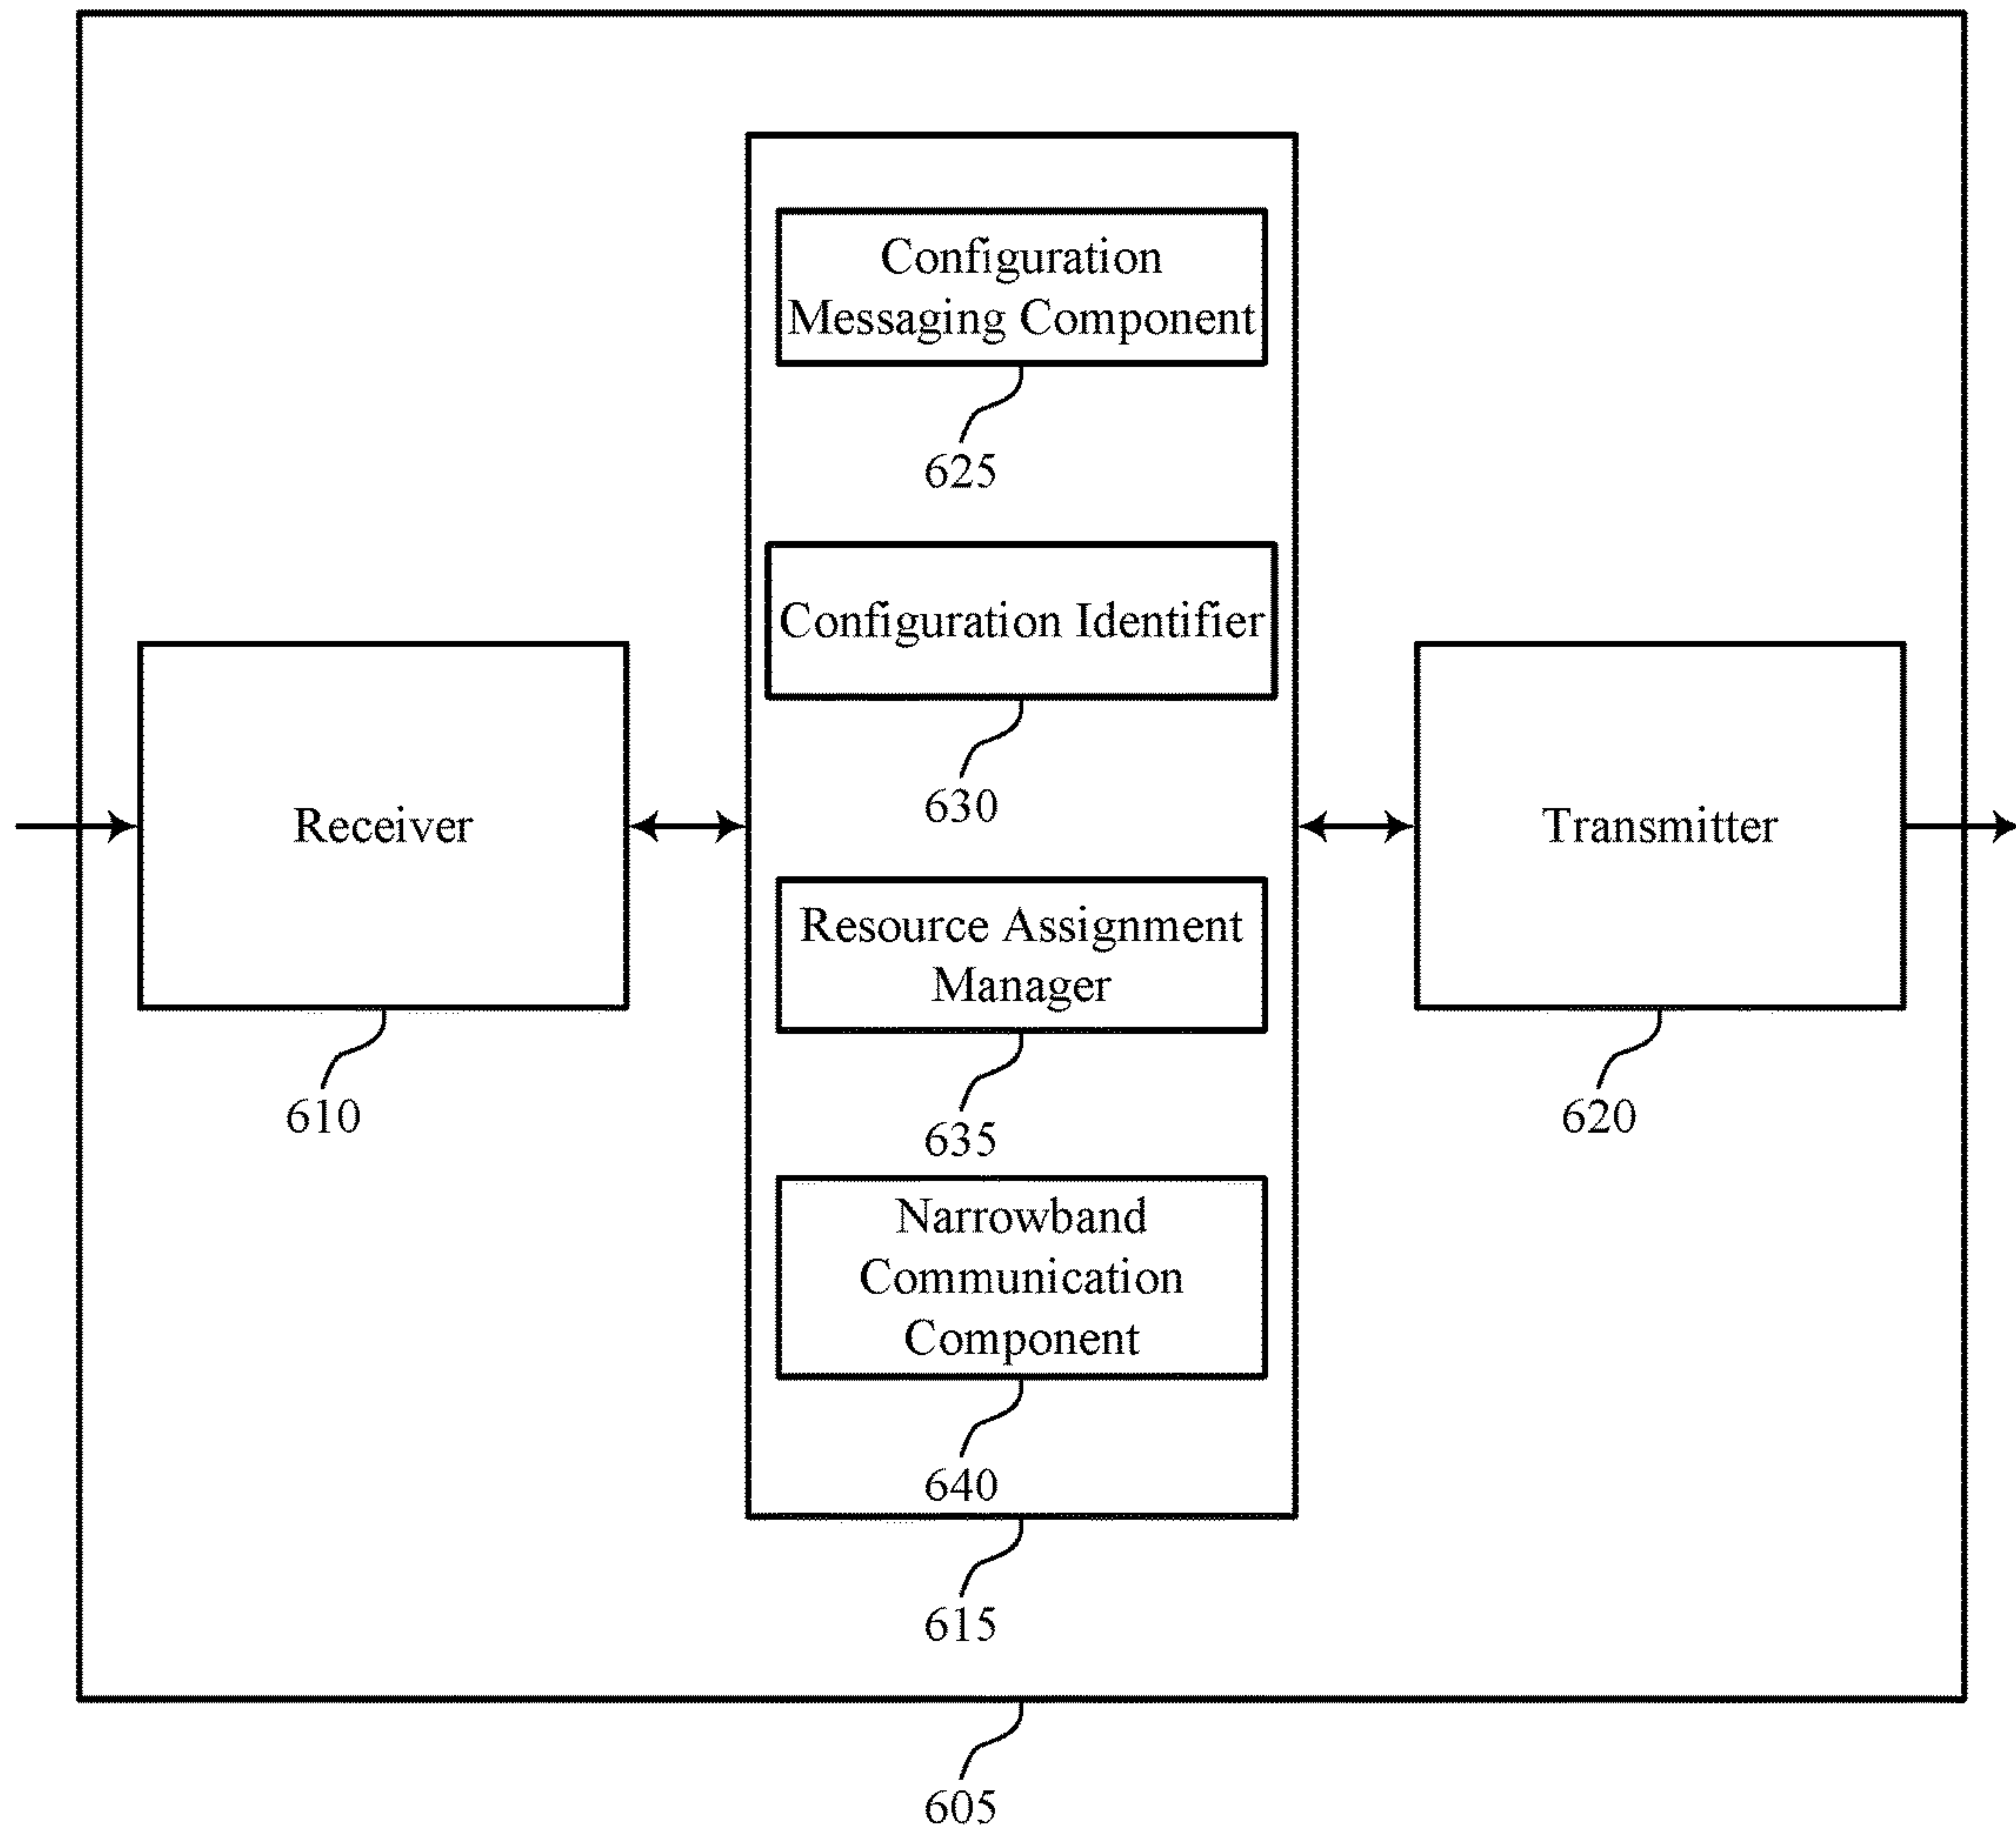 Configuration
Messaging Component
625
Configuration Identifier
630
Receiver
610
Resource Assignment
Manager
635
Narrowband
Communication
Component
640
615
Transmitter
620
605